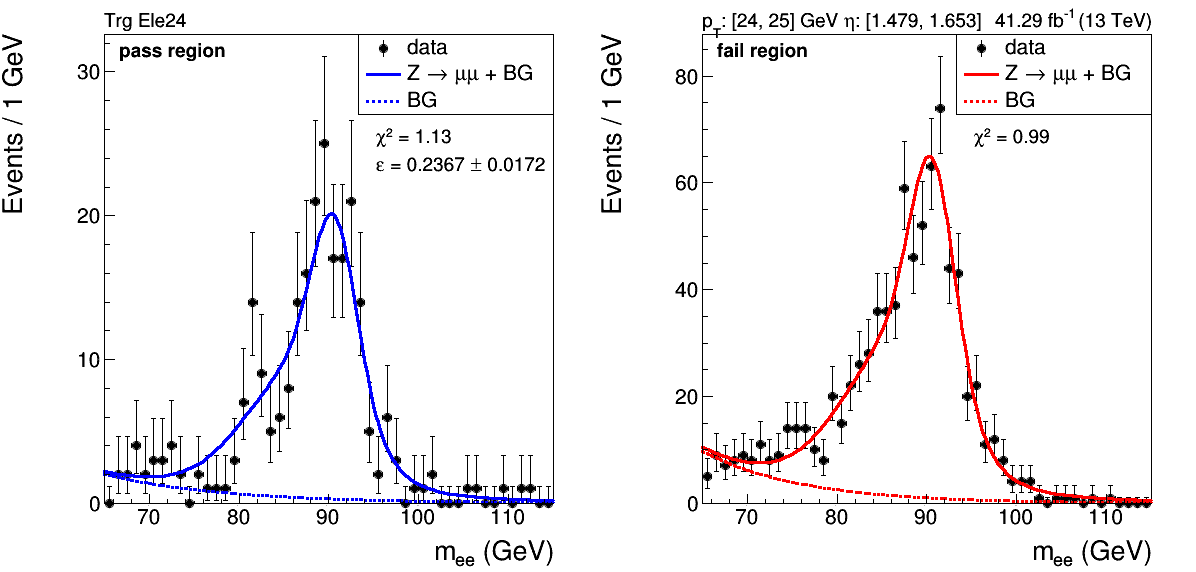 Trg Ele24
pass region
data
Z → μμ + BG
BG
χ² = 1.13
ε = 0.2367 ± 0.0172
Events / 1 GeV
30
20
10
0
70 80 90 100 110
m_ee (GeV)
p_T: [24, 25] GeV η: [1.479, 1.653] 41.29 fb⁻¹ (13 TeV)
fail region
data
Z → μμ + BG
BG
χ² = 0.99
Events / 1 GeV
80
60
40
20
0
70 80 90 100 110
m_ee (GeV)